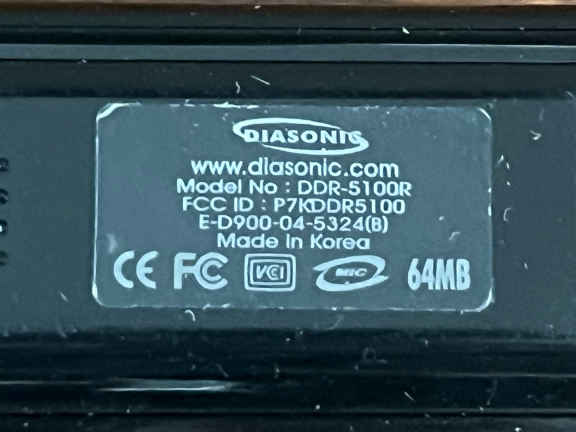 DIASONIC
www.diasonic.com
Model No : DDR-5100R
FCC ID : P7KDDR5100
E-D900-04-5324(B)
Made in Korea
CE FC VCCI MIC 64MB